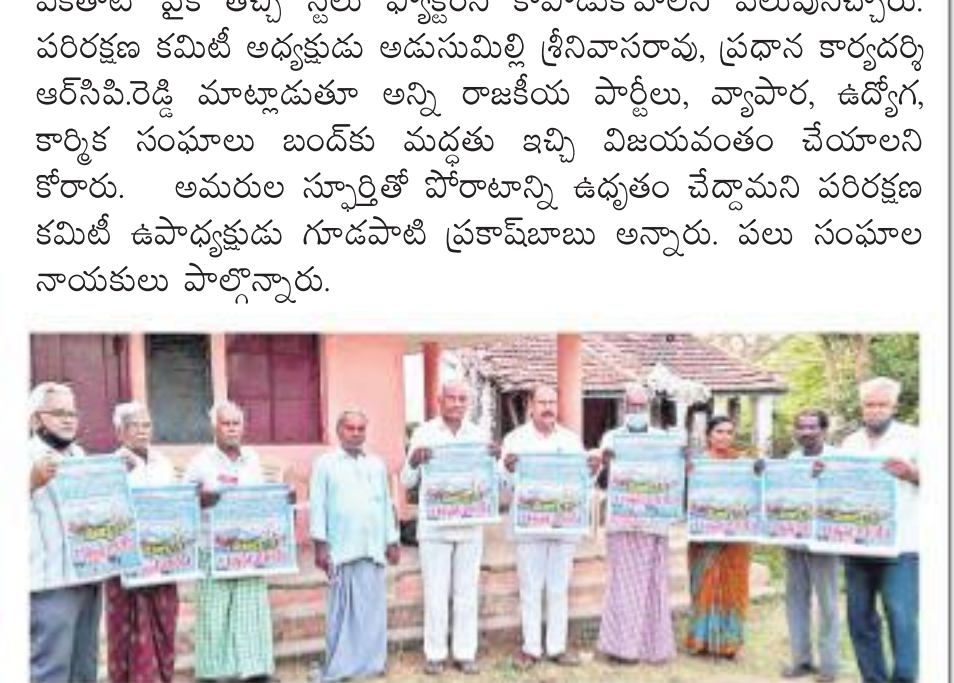 పరిరక్షణ కమిటీ అధ్యక్షుడు అడుసుమిల్లి శ్రీనివాసరావు, ప్రధాన కార్యదర్శి
ఆర్‌సిపి.రెడ్డి మాట్లాడుతూ అన్ని రాజకీయ పార్టీలు, వ్యాపార, ఉద్యోగ,
కార్మిక సంఘాలు బంద్‌కు మద్ధతు ఇచ్చి విజయవంతం చేయాలని
కోరారు. అమరుల స్ఫూర్తితో పోరాటాన్ని ఉధృతం చేద్దామని పరిరక్షణ
కమిటీ ఉపాధ్యక్షుడు గూడపాటి ప్రకాష్‌బాబు అన్నారు. పలు సంఘాల
నాయకులు పాల్గొన్నారు.